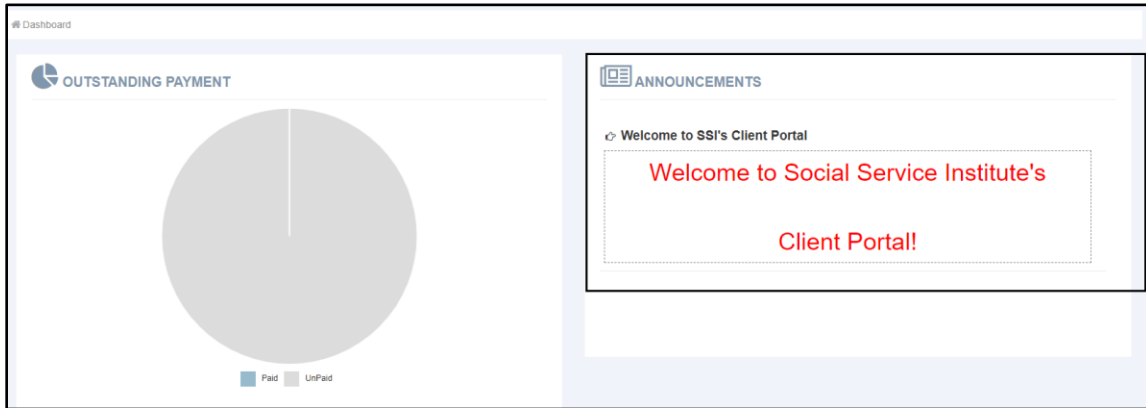 Dashboard
OUTSTANDING PAYMENT
Paid UnPaid
ANNOUNCEMENTS
Welcome to SSI's Client Portal
Welcome to Social Service Institute's
Client Portal!